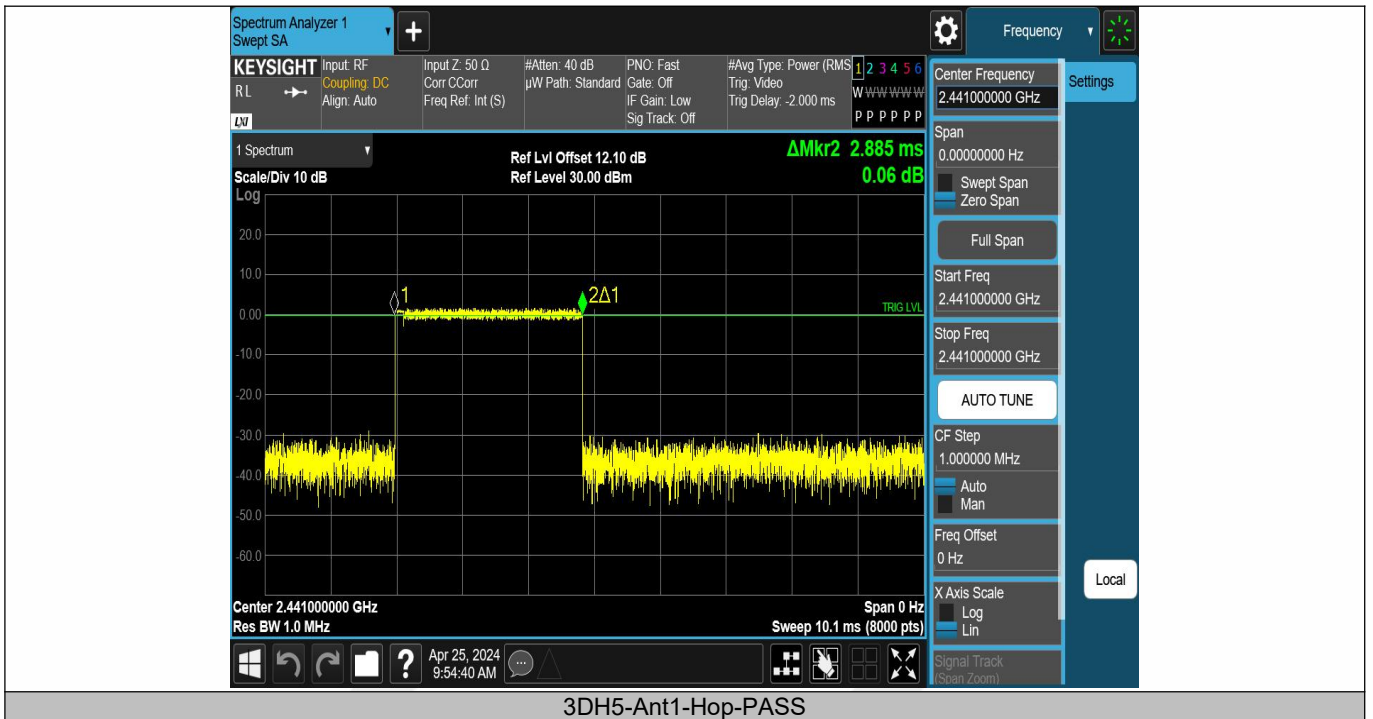 Spectrum Analyzer 1
Swept SA
Frequency
KEYSIGHT
RL
LXI
Input: RF
Coupling: DC
Align: Auto
Input Z: 50 Ω
Corr CCorr
Freq Ref: Int (S)
#Atten: 40 dB
µW Path: Standard
PNO: Fast
Gate: Off
IF Gain: Low
Sig Track: Off
#Avg Type: Power (RMS
Trig: Video
Trig Delay: -2.000 ms
1 2 3 4 5 6
W W W W W W
P P P P P P
1 Spectrum
Scale/Div 10 dB
Ref Lvl Offset 12.10 dB
Ref Level 30.00 dBm
ΔMkr2 2.885 ms
0.06 dB
Log
20.0
10.0
0.00
-10.0
-20.0
-30.0
-40.0
-50.0
-60.0
1
2Δ1
TRIG LVL
Center 2.441000000 GHz
Res BW 1.0 MHz
Span 0 Hz
Sweep 10.1 ms (8000 pts)
Center Frequency
2.441000000 GHz
Settings
Span
0.00000000 Hz
Swept Span
Zero Span
Full Span
Start Freq
2.441000000 GHz
Stop Freq
2.441000000 GHz
AUTO TUNE
CF Step
1.000000 MHz
Auto
Man
Freq Offset
0 Hz
Local
X Axis Scale
Log
Lin
Signal Track
(Span Zoom)
?
Apr 25, 2024
9:54:40 AM
3DH5-Ant1-Hop-PASS